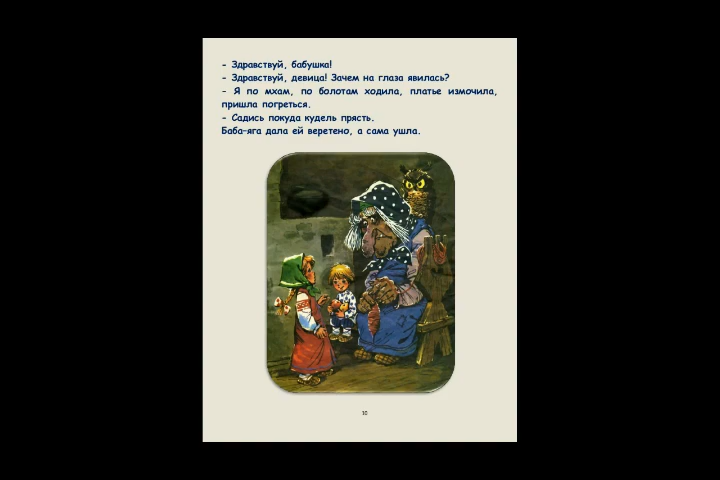 - Здравствуй, бабушка!
- Здравствуй, девица! Зачем на глаза явилась?
- Я по мхам, по болотам ходила, платье измочила,
пришла погреться.
- Садись покуда кудель прясть.
Баба-яга дала ей веретено, а сама ушла.
10